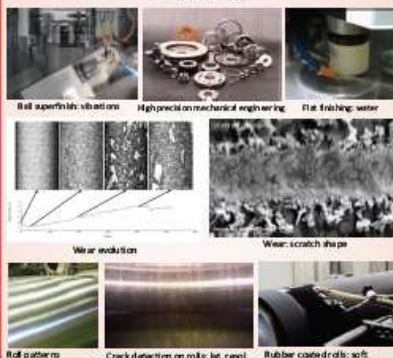 Ball superfinish: vibrations
High precision mechanical engineering
Flat finishing: water
Wear evolution
Wear: scratch shape
Roll patterns
Crack detection on rolls: lat. resol.
Rubber coated rolls: soft